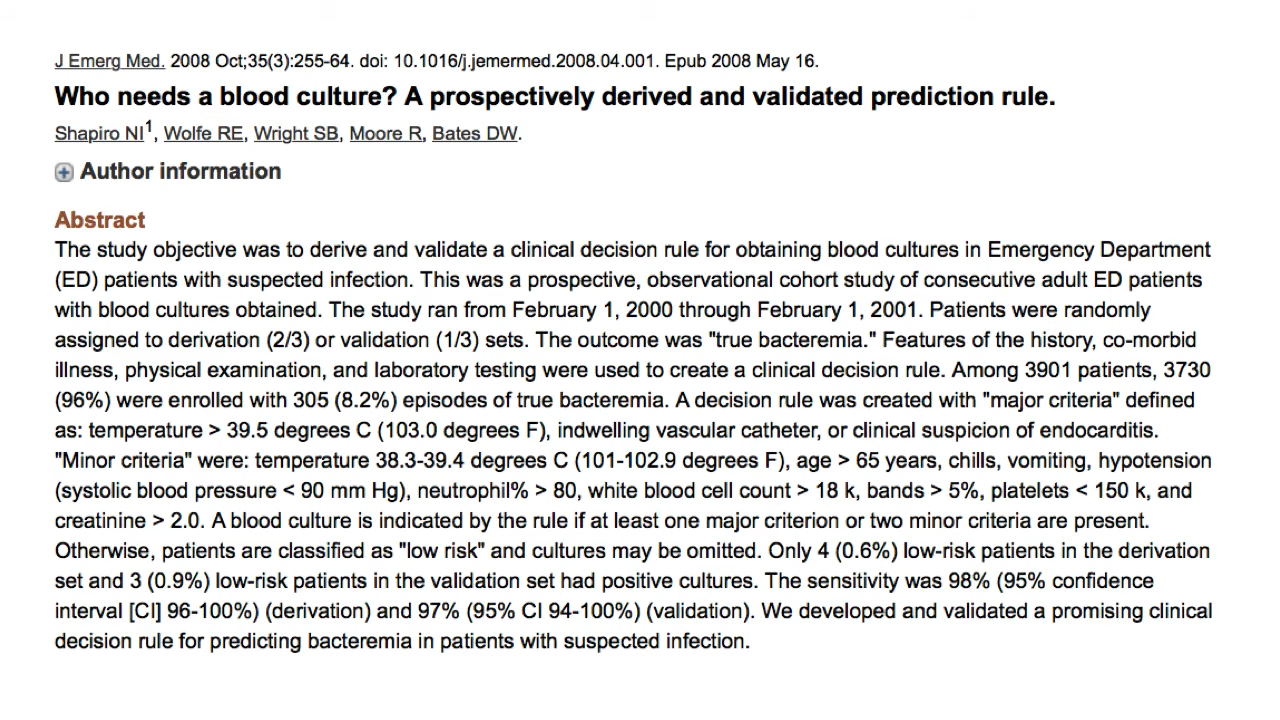 J Emerg Med. 2008 Oct;35(3):255-64. doi: 10.1016/j.jemermed.2008.04.001. Epub 2008 May 16.
Who needs a blood culture? A prospectively derived and validated prediction rule.
Shapiro NI1, Wolfe RE, Wright SB, Moore R, Bates DW.
Author information
Abstract
The study objective was to derive and validate a clinical decision rule for obtaining blood cultures in Emergency Department
(ED) patients with suspected infection. This was a prospective, observational cohort study of consecutive adult ED patients
with blood cultures obtained. The study ran from February 1, 2000 through February 1, 2001. Patients were randomly
assigned to derivation (2/3) or validation (1/3) sets. The outcome was "true bacteremia." Features of the history, co-morbid
illness, physical examination, and laboratory testing were used to create a clinical decision rule. Among 3901 patients, 3730
(96%) were enrolled with 305 (8.2%) episodes of true bacteremia. A decision rule was created with "major criteria" defined
as: temperature > 39.5 degrees C (103.0 degrees F), indwelling vascular catheter, or clinical suspicion of endocarditis.
"Minor criteria" were: temperature 38.3-39.4 degrees C (101-102.9 degrees F), age > 65 years, chills, vomiting, hypotension
(systolic blood pressure < 90 mm Hg), neutrophil% > 80, white blood cell count > 18 k, bands > 5%, platelets < 150 k, and
creatinine > 2.0. A blood culture is indicated by the rule if at least one major criterion or two minor criteria are present.
Otherwise, patients are classified as "low risk" and cultures may be omitted. Only 4 (0.6%) low-risk patients in the derivation
set and 3 (0.9%) low-risk patients in the validation set had positive cultures. The sensitivity was 98% (95% confidence
interval [CI] 96-100%) (derivation) and 97% (95% CI 94-100%) (validation). We developed and validated a promising clinical
decision rule for predicting bacteremia in patients with suspected infection.